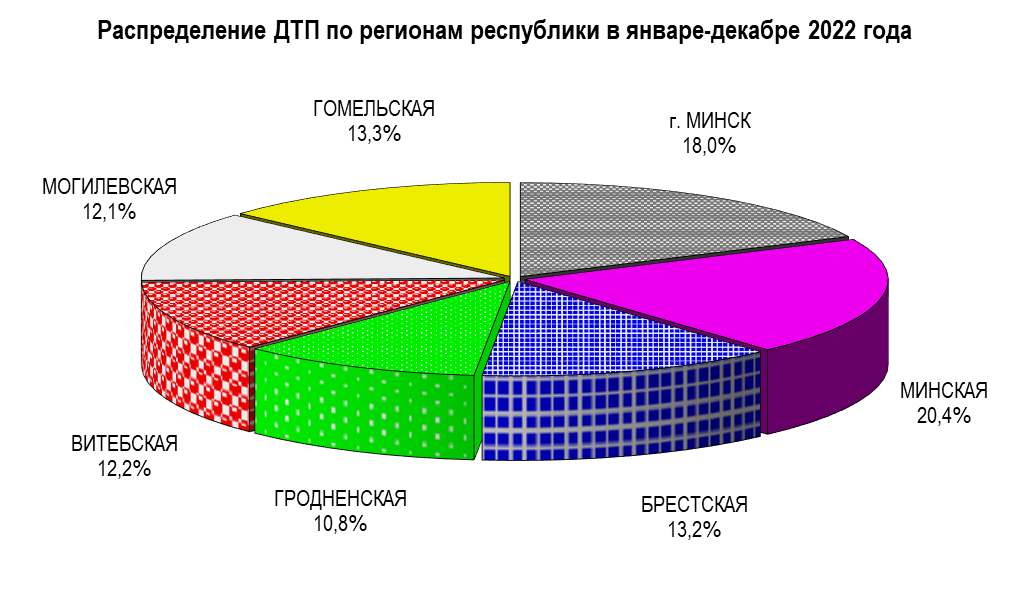 Распределение ДТП по регионам республики в январе-декабре 2022 года
ГОМЕЛЬСКАЯ
13,3%
г. МИНСК
18,0%
МОГИЛЕВСКАЯ
12,1%
МИНСКАЯ
20,4%
ВИТЕБСКАЯ
12,2%
ГРОДНЕНСКАЯ
10,8%
БРЕСТСКАЯ
13,2%